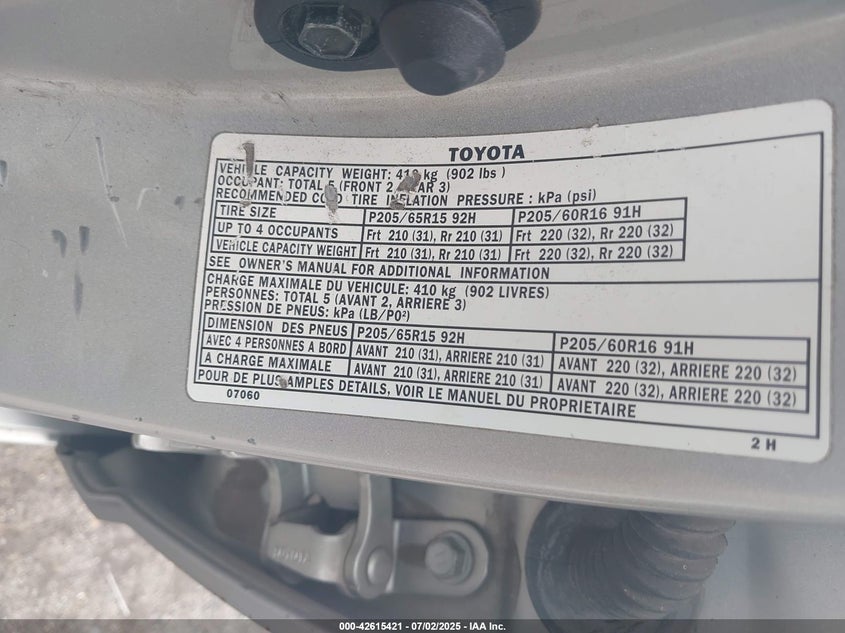 TOYOTA
VEHICLE CAPACITY WEIGHT: 410 kg (902 lbs )
OCCUPANT: TOTAL 5 (FRONT 2, REAR 3)
RECOMMENDED COLD TIRE INFLATION PRESSURE : kPa (psi)
TIRE SIZE P205/65R15 92H P205/60R16 91H
UP TO 4 OCCUPANTS Frt 210 (31), Rr 210 (31) Frt 220 (32), Rr 220 (32)
VEHICLE CAPACITY WEIGHT Frt 210 (31), Rr 210 (31) Frt 220 (32), Rr 220 (32)
SEE OWNER'S MANUAL FOR ADDITIONAL INFORMATION
CHARGE MAXIMALE DU VEHICULE: 410 kg (902 LIVRES)
PERSONNES: TOTAL 5 (AVANT 2, ARRIERE 3)
PRESSION DE PNEUS: kPa (LB/PO²)
DIMENSION DES PNEUS P205/65R15 92H P205/60R16 91H
AVEC 4 PERSONNES A BORD AVANT 210 (31), ARRIERE 210 (31) AVANT 220 (32), ARRIERE 220 (32)
A CHARGE MAXIMALE AVANT 210 (31), ARRIERE 210 (31) AVANT 220 (32), ARRIERE 220 (32)
POUR DE PLUS AMPLES DETAILS, VOIR LE MANUEL DU PROPRIETAIRE
07060
2 H
000-42615421 - 07/02/2025 - IAA Inc.